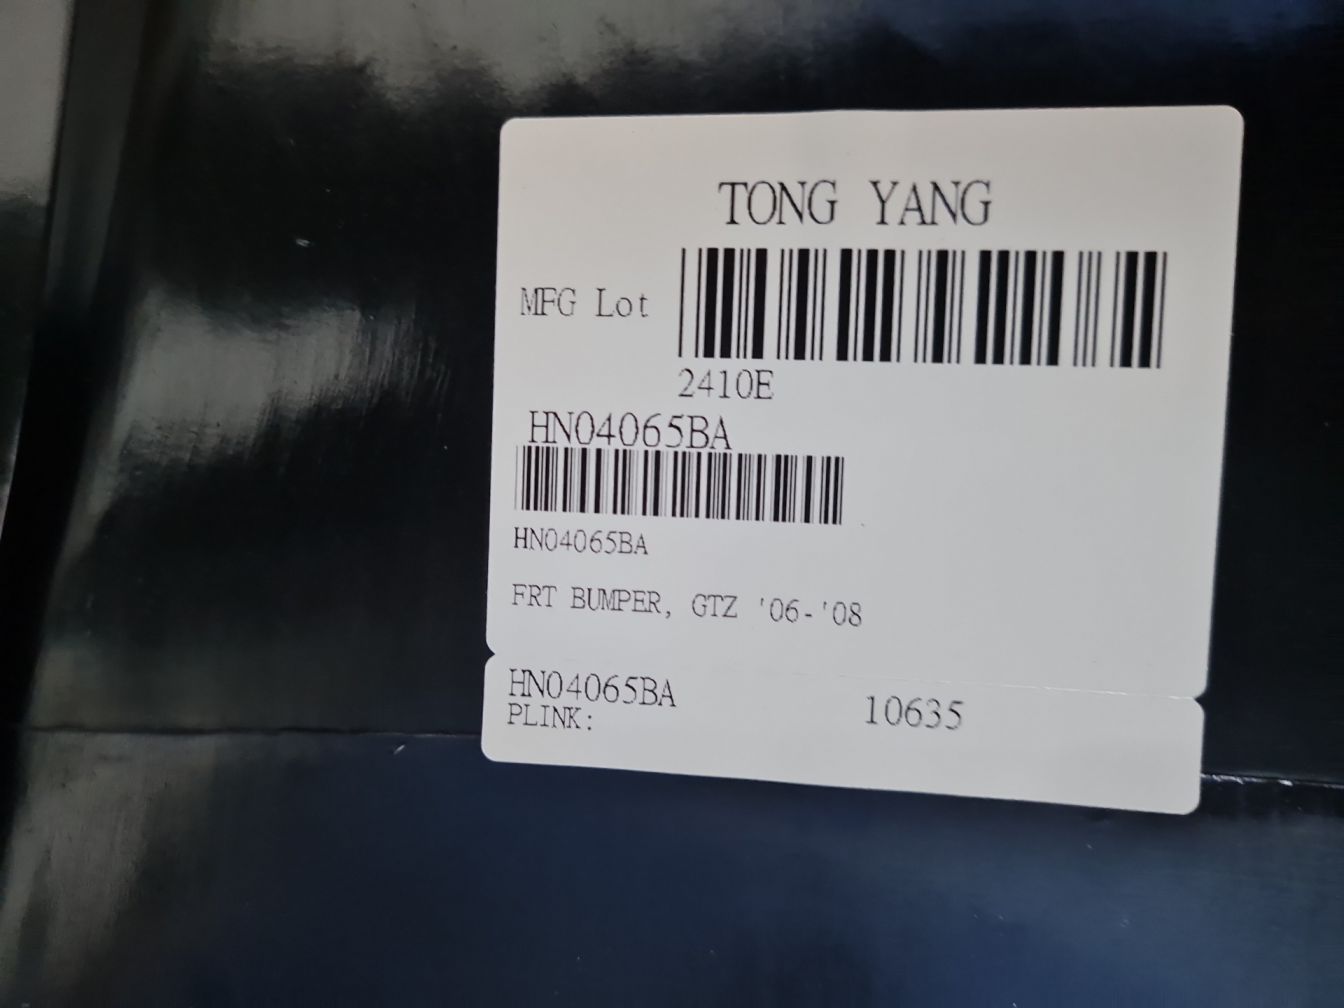 TONG YANG
MFG Lot
2410E
HN04065BA
HN04065BA
FRT BUMPER, GTZ '06-'08
HN04065BA 10635
PLINK: